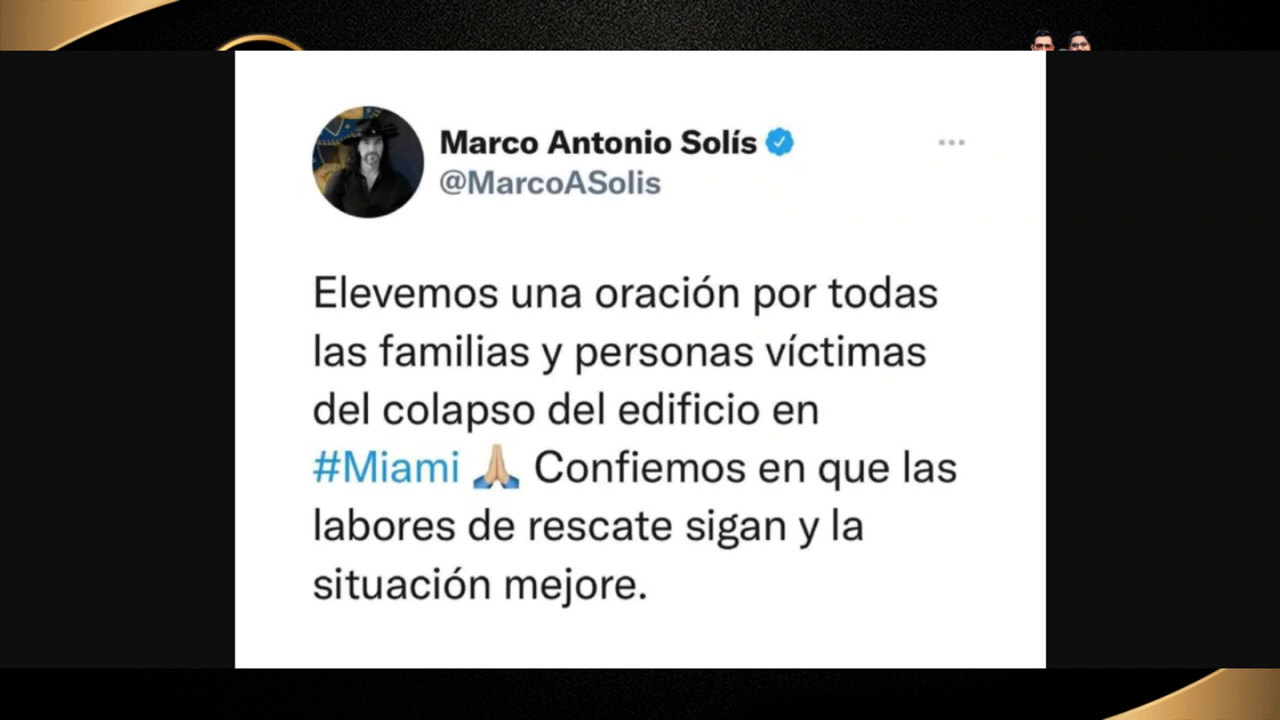 Marco Antonio Solís
@MarcoASolis
Elevemos una oración por todas
las familias y personas víctimas
del colapso del edificio en
#Miami 🙏🏼 Confiemos en que las
labores de rescate sigan y la
situación mejore.